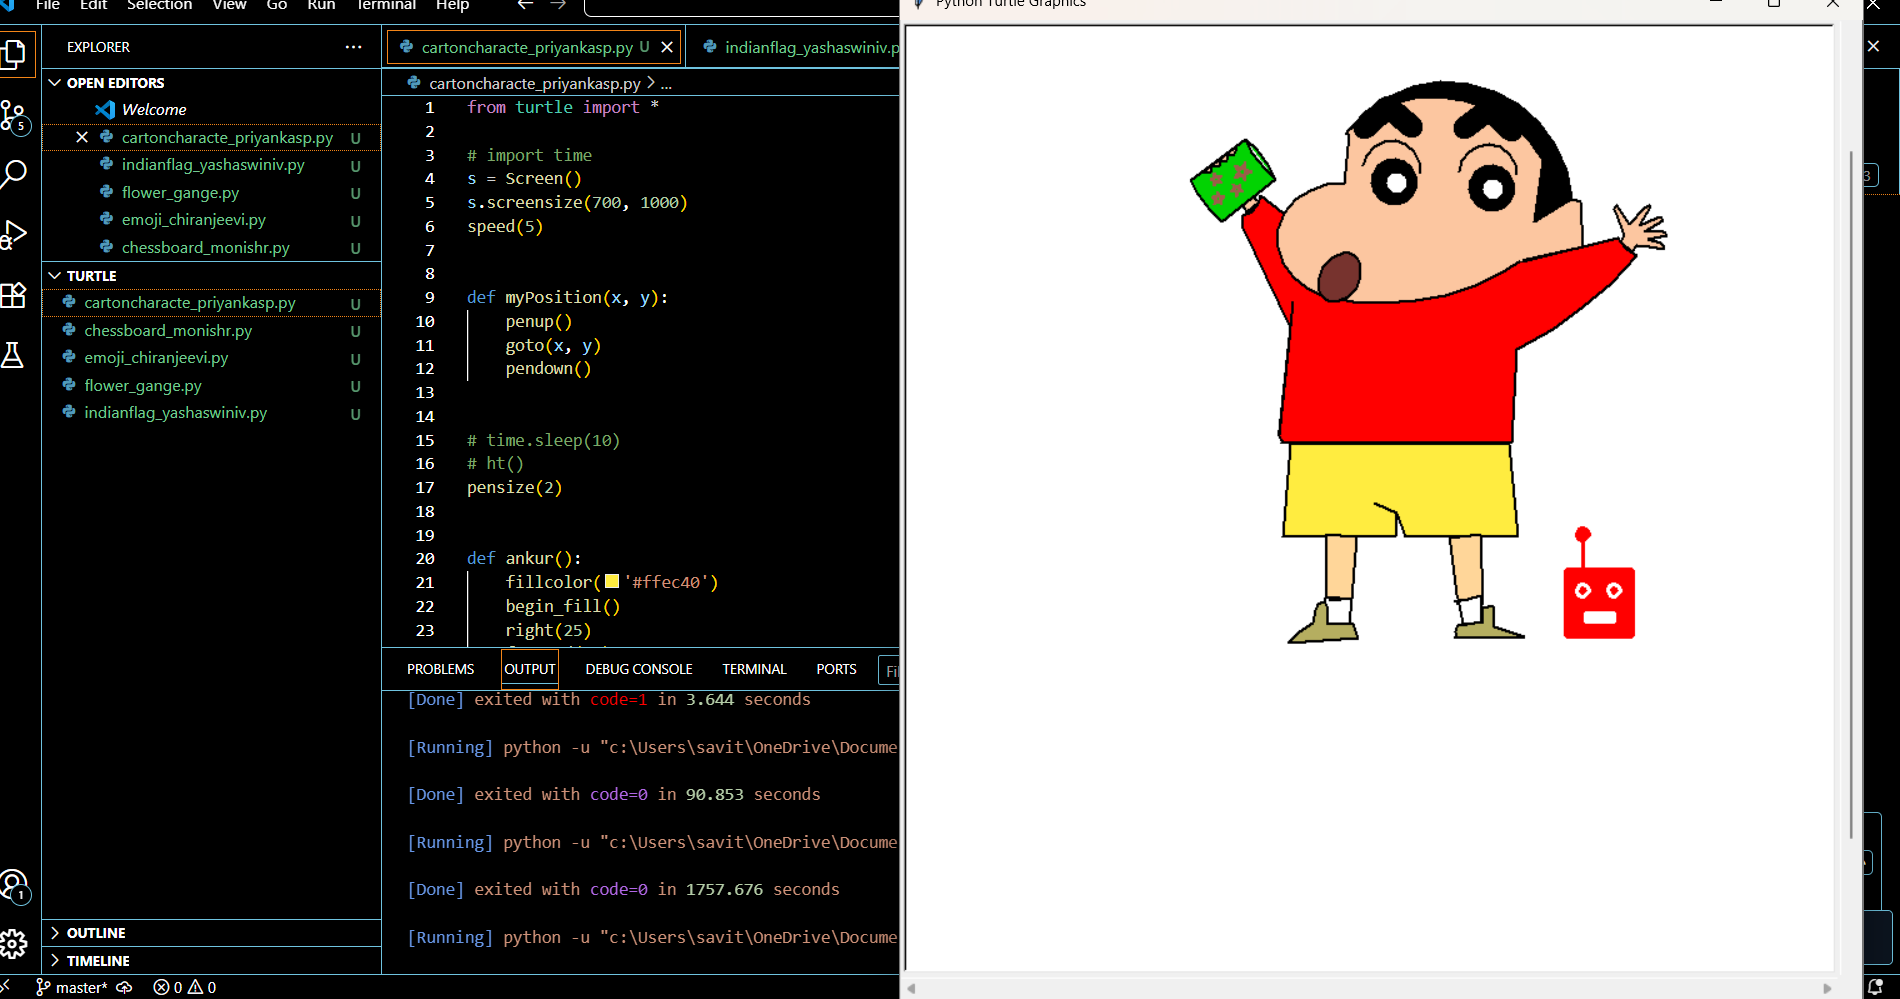 File Edit Selection View Go Run Terminal Help
Python Turtle Graphics
EXPLORER
OPEN EDITORS
Welcome
cartoncharacte_priyankasp.py U
indianflag_yashaswiniv.py U
flower_gange.py U
emoji_chiranjeevi.py U
chessboard_monishr.py U
TURTLE
cartoncharacte_priyankasp.py U
chessboard_monishr.py U
emoji_chiranjeevi.py U
flower_gange.py U
indianflag_yashaswiniv.py U
OUTLINE
TIMELINE
5
1
master* 0 0
cartoncharacte_priyankasp.py U indianflag_yashaswiniv.p
cartoncharacte_priyankasp.py > ...
1 from turtle import *
2
3 # import time
4 s = Screen()
5 s.screensize(700, 1000)
6 speed(5)
7
8
9 def myPosition(x, y):
10 penup()
11 goto(x, y)
12 pendown()
13
14
15 # time.sleep(10)
16 # ht()
17 pensize(2)
18
19
20 def ankur():
21 fillcolor('#ffec40')
22 begin_fill()
23 right(25)
PROBLEMS OUTPUT DEBUG CONSOLE TERMINAL PORTS Fil
[Done] exited with code=1 in 3.644 seconds
[Running] python -u "c:\Users\savit\OneDrive\Docume
[Done] exited with code=0 in 90.853 seconds
[Running] python -u "c:\Users\savit\OneDrive\Docume
[Done] exited with code=0 in 1757.676 seconds
[Running] python -u "c:\Users\savit\OneDrive\Docume
3